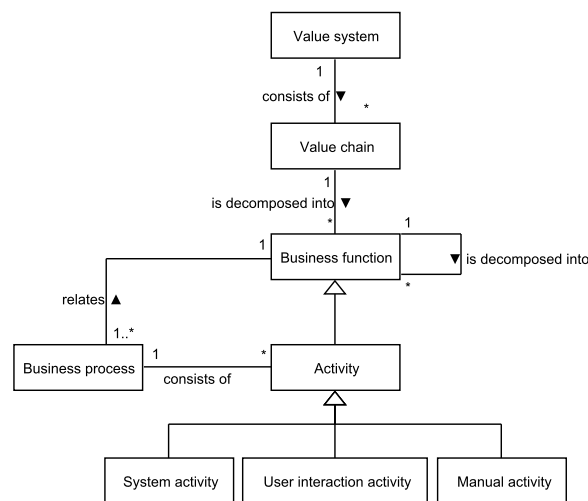 Value system
1
consists of ▼
*
Value chain
1
is decomposed into ▼
*
1
1
Business function
▼ is decomposed into
*
relates ▲
1..*
Business process
1
*
consists of
Activity
System activity
User interaction activity
Manual activity